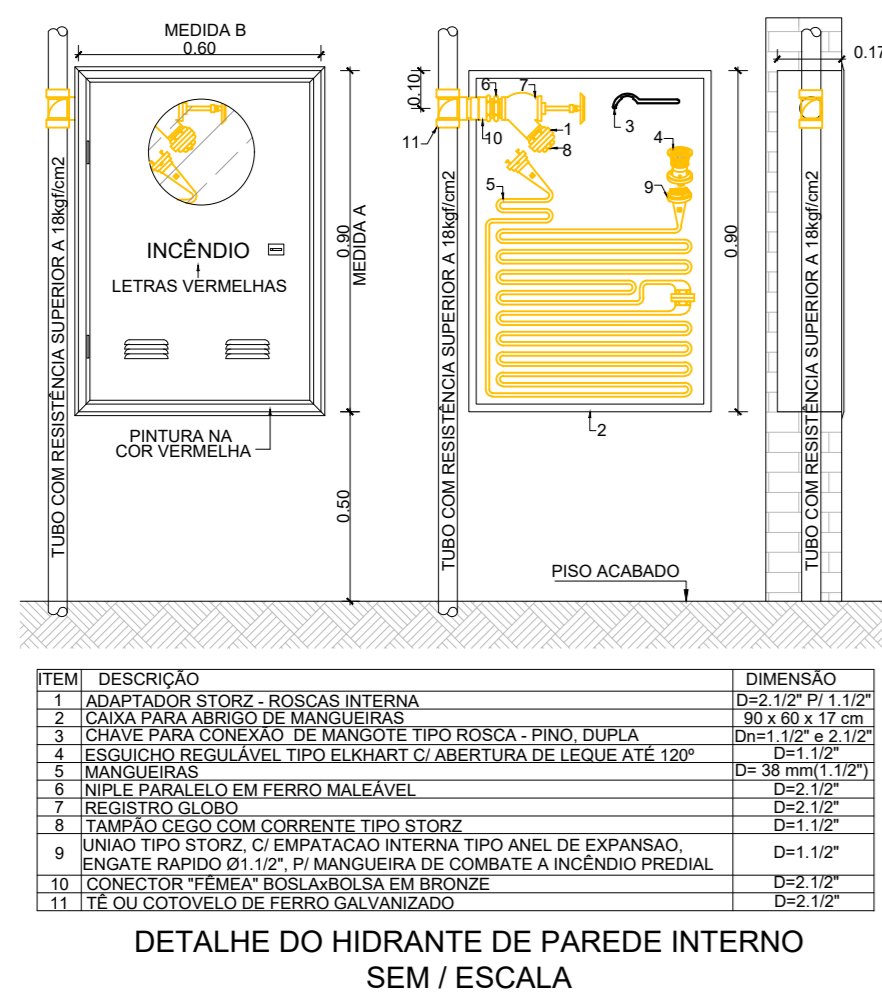 MEDIDA B
0.60
0.17
0.10
6
7
1
3
4
11
10
8
5
9
TUBO COM RESISTÊNCIA SUPERIOR A 18kgf/cm2
INCÊNDIO
LETRAS VERMELHAS
0.90
MEDIDA A
TUBO COM RESISTÊNCIA SUPERIOR A 18kgf/cm2
0.90
TUBO COM RESISTÊNCIA SUPERIOR A 18kgf/cm2
PINTURA NA
COR VERMELHA
2
0.50
PISO ACABADO
ITEM DESCRIÇÃO DIMENSÃO
1 ADAPTADOR STORZ - ROSCAS INTERNA D=2.1/2" P/ 1.1/2"
2 CAIXA PARA ABRIGO DE MANGUEIRAS 90 x 60 x 17 cm
3 CHAVE PARA CONEXÃO DE MANGOTE TIPO ROSCA - PINO, DUPLA Dn=1.1/2" e 2.1/2"
4 ESGUICHO REGULÁVEL TIPO ELKHART C/ ABERTURA DE LEQUE ATÉ 120º D=1.1/2"
5 MANGUEIRAS D= 38 mm(1.1/2")
6 NIPLE PARALELO EM FERRO MALEÁVEL D=2.1/2"
7 REGISTRO GLOBO D=2.1/2"
8 TAMPÃO CEGO COM CORRENTE TIPO STORZ D=1.1/2"
9 UNIAO TIPO STORZ, C/ EMPATACAO INTERNA TIPO ANEL DE EXPANSAO,
ENGATE RAPIDO Ø1.1/2", P/ MANGUEIRA DE COMBATE A INCÊNDIO PREDIAL D=1.1/2"
10 CONECTOR "FÊMEA" BOSLAxBOLSA EM BRONZE D=2.1/2"
11 TÊ OU COTOVELO DE FERRO GALVANIZADO D=2.1/2"
DETALHE DO HIDRANTE DE PAREDE INTERNO
SEM / ESCALA